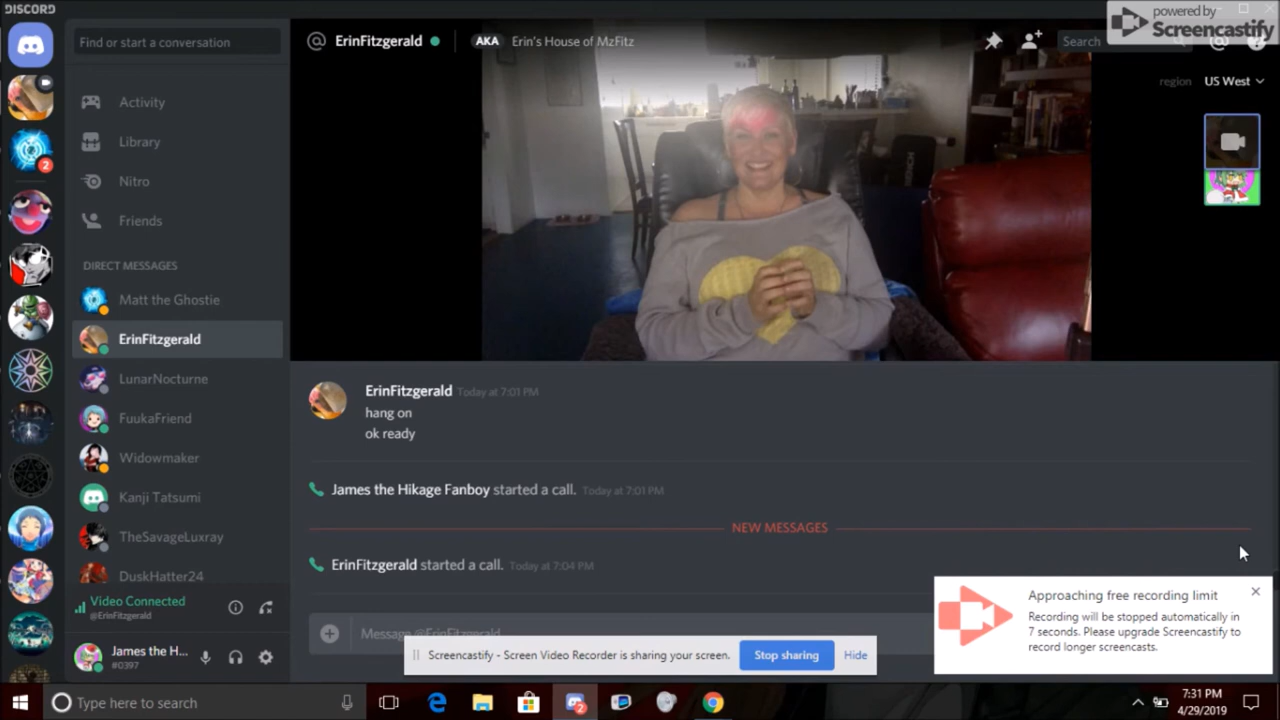 DISCORD
powered by
Screencastify
Find or start a conversation
@ ErinFitzgerald
AKA Erin's House of MzFitz
Search
region US West
Activity
Library
Nitro
Friends
DIRECT MESSAGES
Matt the Ghostie
ErinFitzgerald
LunarNocturne
FuukaFriend
Widowmaker
Kanji Tatsumi
TheSavageLuxray
DuskHatter24
2
Video Connected
@ErinFitzgerald
James the H...
#0397
ErinFitzgerald Today at 7:01 PM
hang on
ok ready
James the Hikage Fanboy started a call. Today at 7:01 PM
NEW MESSAGES
ErinFitzgerald started a call. Today at 7:04 PM
Message @ErinFitzgerald
Screencastify - Screen Video Recorder is sharing your screen.
Stop sharing
Hide
Approaching free recording limit
Recording will be stopped automatically in
7 seconds. Please upgrade Screencastify to
record longer screencasts.
Type here to search
2
7:31 PM
4/29/2019